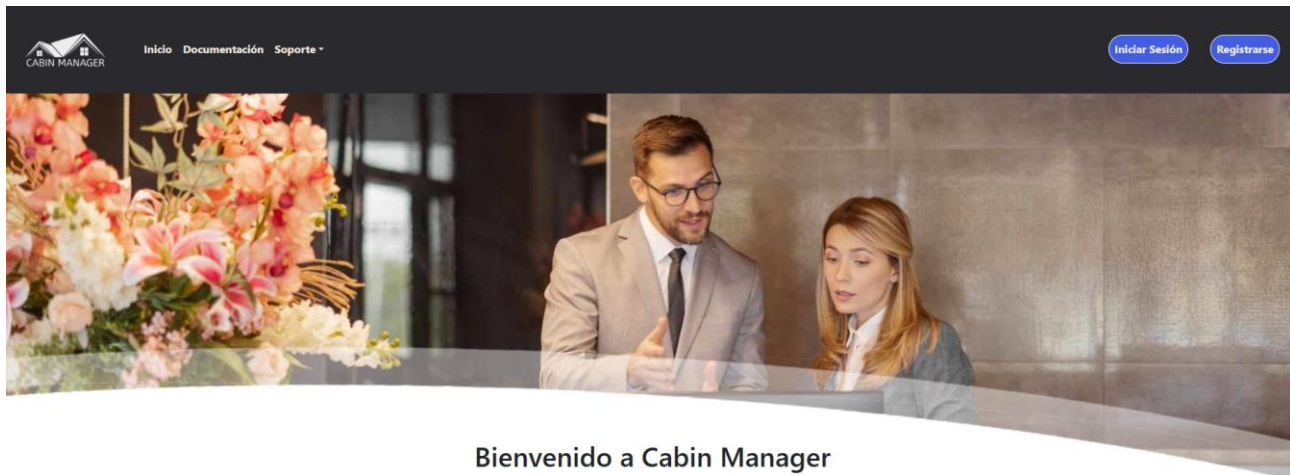 CABIN MANAGER
Inicio Documentación Soporte
Iniciar Sesión
Registrarse
Bienvenido a Cabin Manager